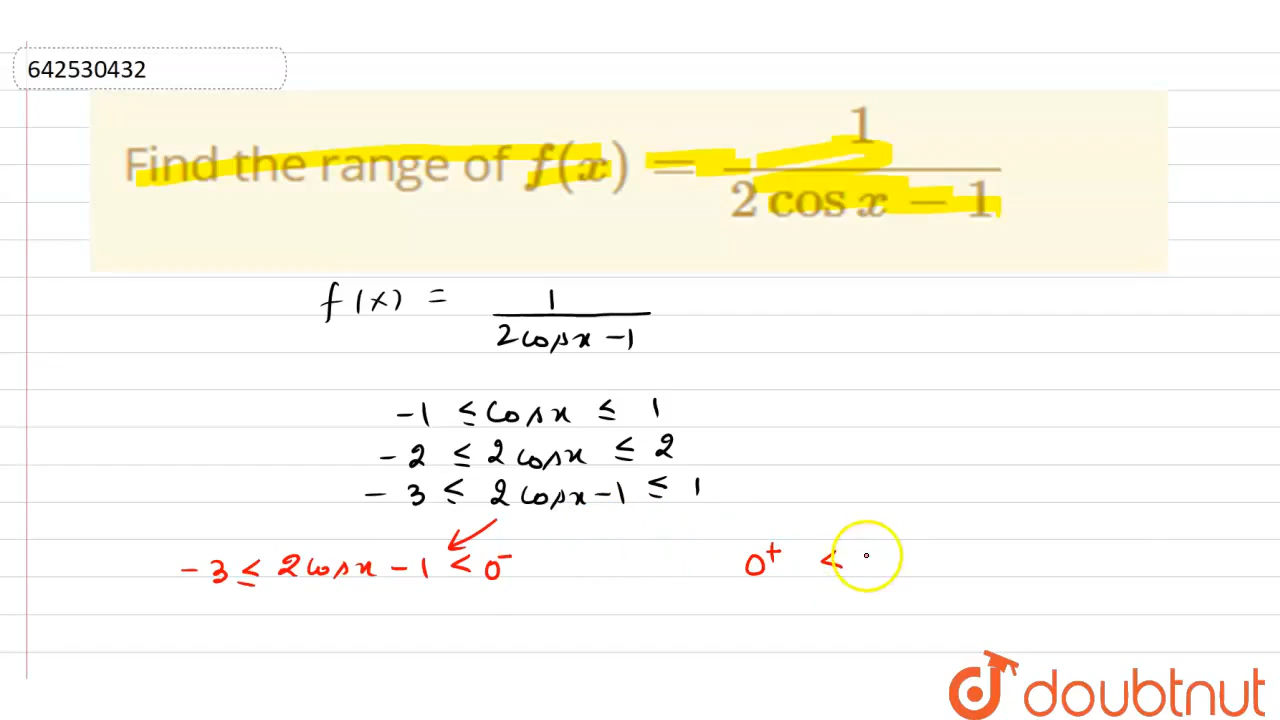 642530432
Find the range of f(x) = 1 / (2 cos x − 1)
f(x) = 1 / (2cosx − 1)
-1 ≤ cosx ≤ 1
-2 ≤ 2cosx ≤ 2
-3 ≤ 2cosx-1 ≤ 1
-3 ≤ 2cosx-1 < 0⁻
0⁺ <
doubtnut